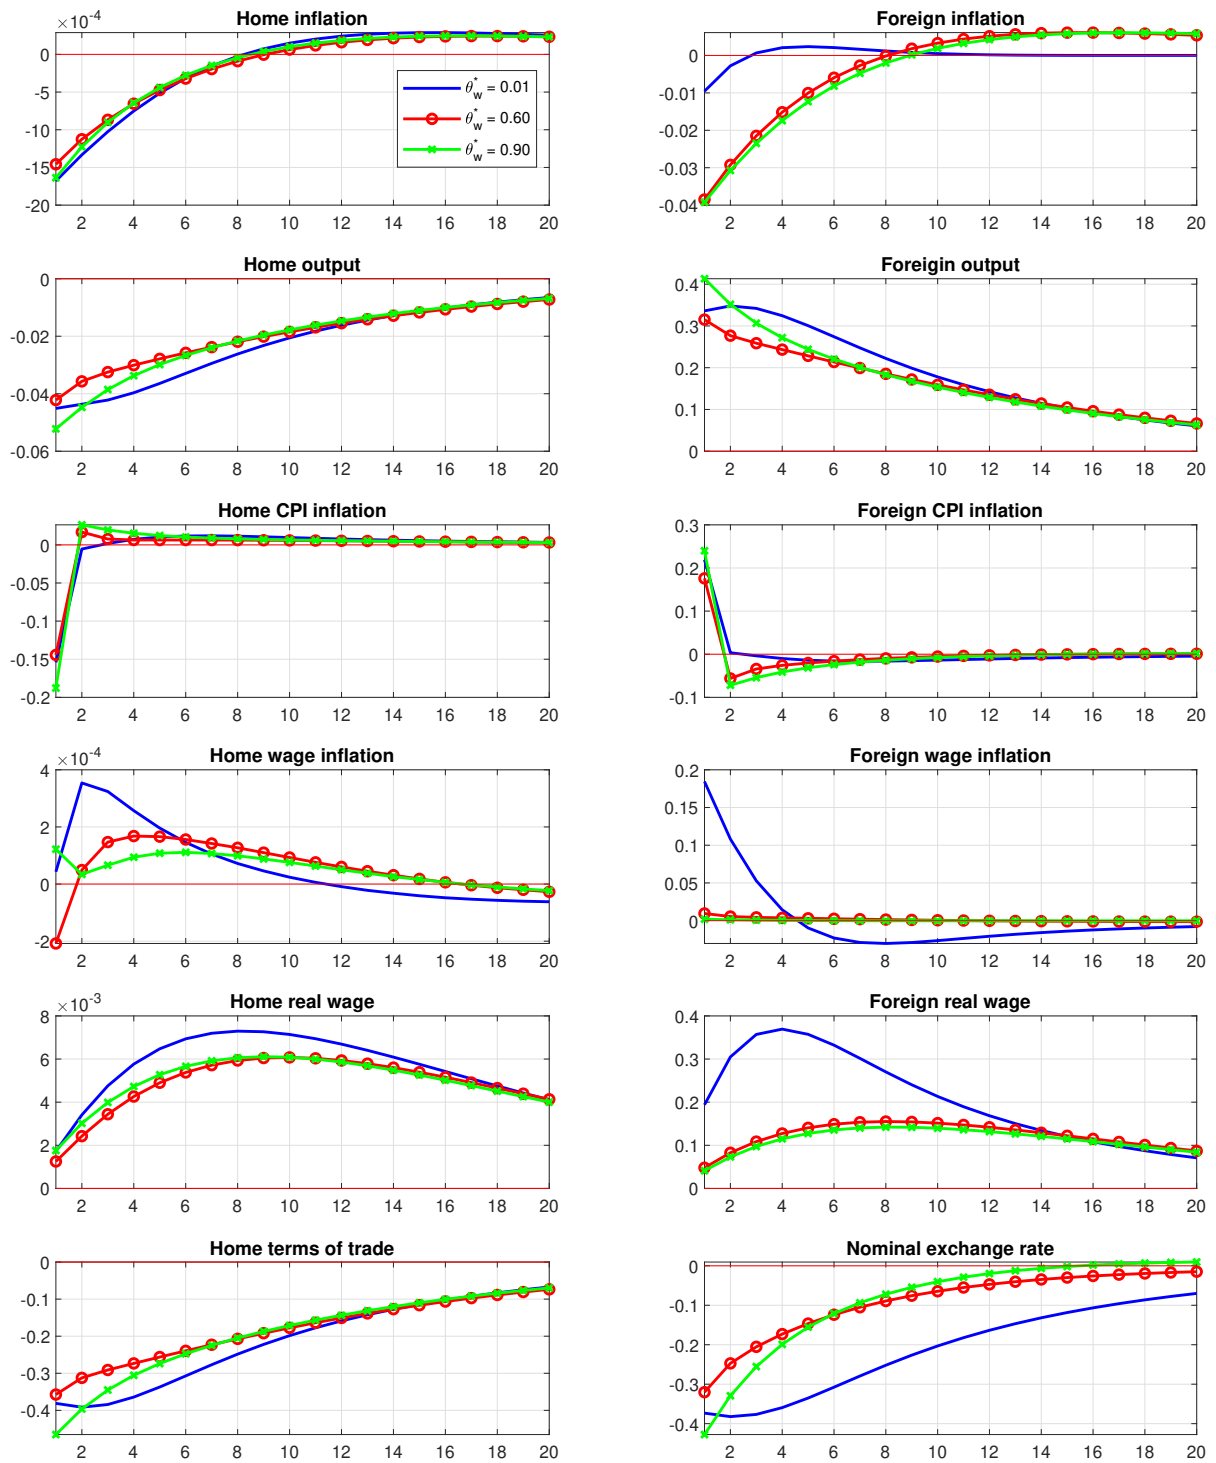 Home inflation
×10⁻⁴
0
-5
-10
-15
-20
2 4 6 8 10 12 14 16 18 20
θ*w = 0.01
θ*w = 0.60
θ*w = 0.90
Foreign inflation
0
-0.01
-0.02
-0.03
-0.04
2 4 6 8 10 12 14 16 18 20
Home output
0
-0.02
-0.04
-0.06
2 4 6 8 10 12 14 16 18 20
Foreigin output
0.4
0.3
0.2
0.1
0
2 4 6 8 10 12 14 16 18 20
Home CPI inflation
0
-0.05
-0.1
-0.15
-0.2
2 4 6 8 10 12 14 16 18 20
Foreign CPI inflation
0.3
0.2
0.1
0
-0.1
2 4 6 8 10 12 14 16 18 20
Home wage inflation
×10⁻⁴
4
2
0
-2
2 4 6 8 10 12 14 16 18 20
Foreign wage inflation
0.2
0.15
0.1
0.05
0
2 4 6 8 10 12 14 16 18 20
Home real wage
×10⁻³
8
6
4
2
0
2 4 6 8 10 12 14 16 18 20
Foreign real wage
0.4
0.3
0.2
0.1
0
2 4 6 8 10 12 14 16 18 20
Home terms of trade
0
-0.1
-0.2
-0.3
-0.4
2 4 6 8 10 12 14 16 18 20
Nominal exchange rate
0
-0.1
-0.2
-0.3
-0.4
2 4 6 8 10 12 14 16 18 20